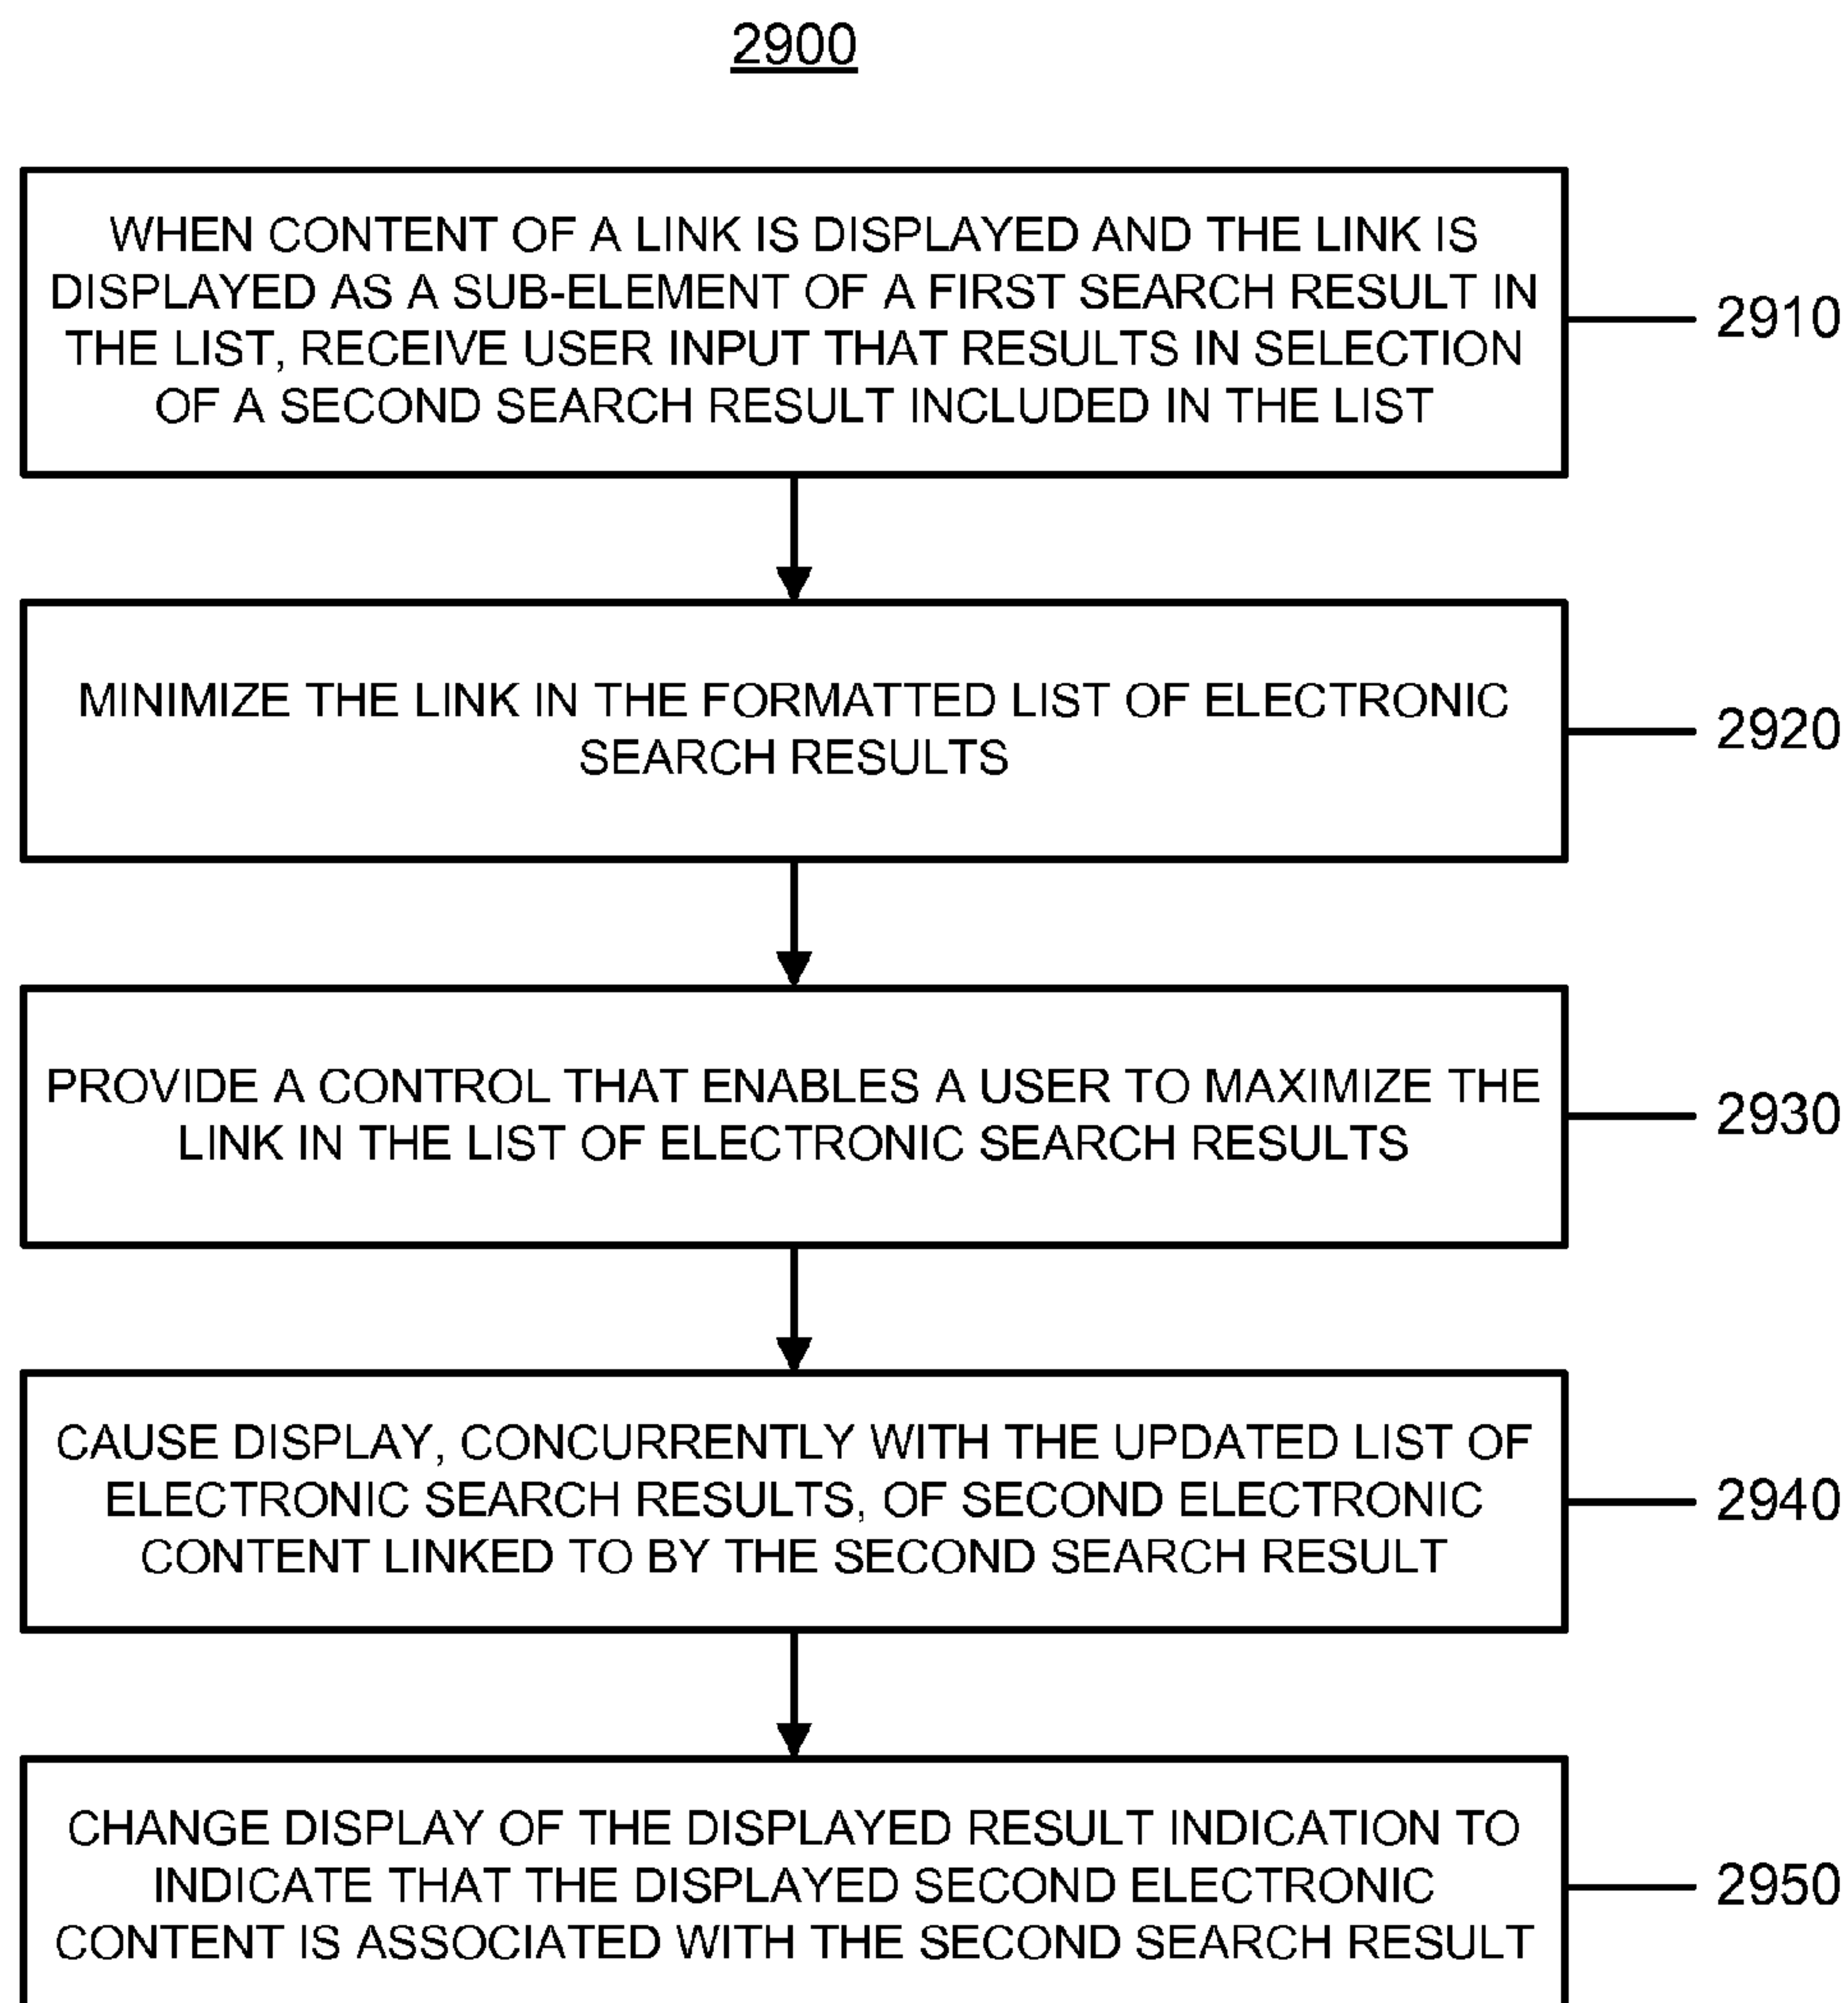 2900
WHEN CONTENT OF A LINK IS DISPLAYED AND THE LINK IS
DISPLAYED AS A SUB-ELEMENT OF A FIRST SEARCH RESULT IN
THE LIST, RECEIVE USER INPUT THAT RESULTS IN SELECTION
OF A SECOND SEARCH RESULT INCLUDED IN THE LIST
2910
MINIMIZE THE LINK IN THE FORMATTED LIST OF ELECTRONIC
SEARCH RESULTS
2920
PROVIDE A CONTROL THAT ENABLES A USER TO MAXIMIZE THE
LINK IN THE LIST OF ELECTRONIC SEARCH RESULTS
2930
CAUSE DISPLAY, CONCURRENTLY WITH THE UPDATED LIST OF
ELECTRONIC SEARCH RESULTS, OF SECOND ELECTRONIC
CONTENT LINKED TO BY THE SECOND SEARCH RESULT
2940
CHANGE DISPLAY OF THE DISPLAYED RESULT INDICATION TO
INDICATE THAT THE DISPLAYED SECOND ELECTRONIC
CONTENT IS ASSOCIATED WITH THE SECOND SEARCH RESULT
2950